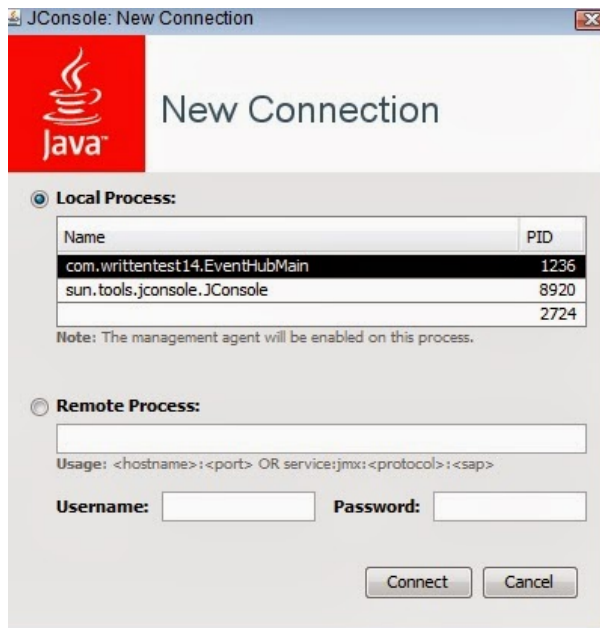 JConsole: New Connection
Java™
New Connection
Local Process:
Name PID
com.writtentest14.EventHubMain 1236
sun.tools.jconsole.JConsole 8920
2724
Note: The management agent will be enabled on this process.
Remote Process:
Usage: <hostname>:<port> OR service:jmx:<protocol>:<sap>
Username: Password:
Connect Cancel